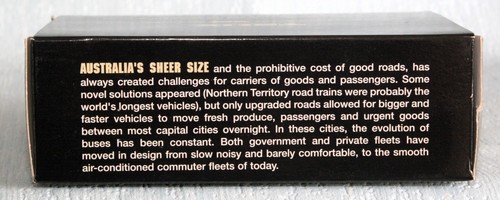 AUSTRALIA'S SHEER SIZE and the prohibitive cost of good roads, has
always created challenges for carriers of goods and passengers. Some
novel solutions appeared (Northern Territory road trains were probably the
world's longest vehicles), but only upgraded roads allowed for bigger and
faster vehicles to move fresh produce, passengers and urgent goods
between most capital cities overnight. In these cities, the evolution of
buses has been constant. Both government and private fleets have
moved in design from slow noisy and barely comfortable, to the smooth
air-conditioned commuter fleets of today.